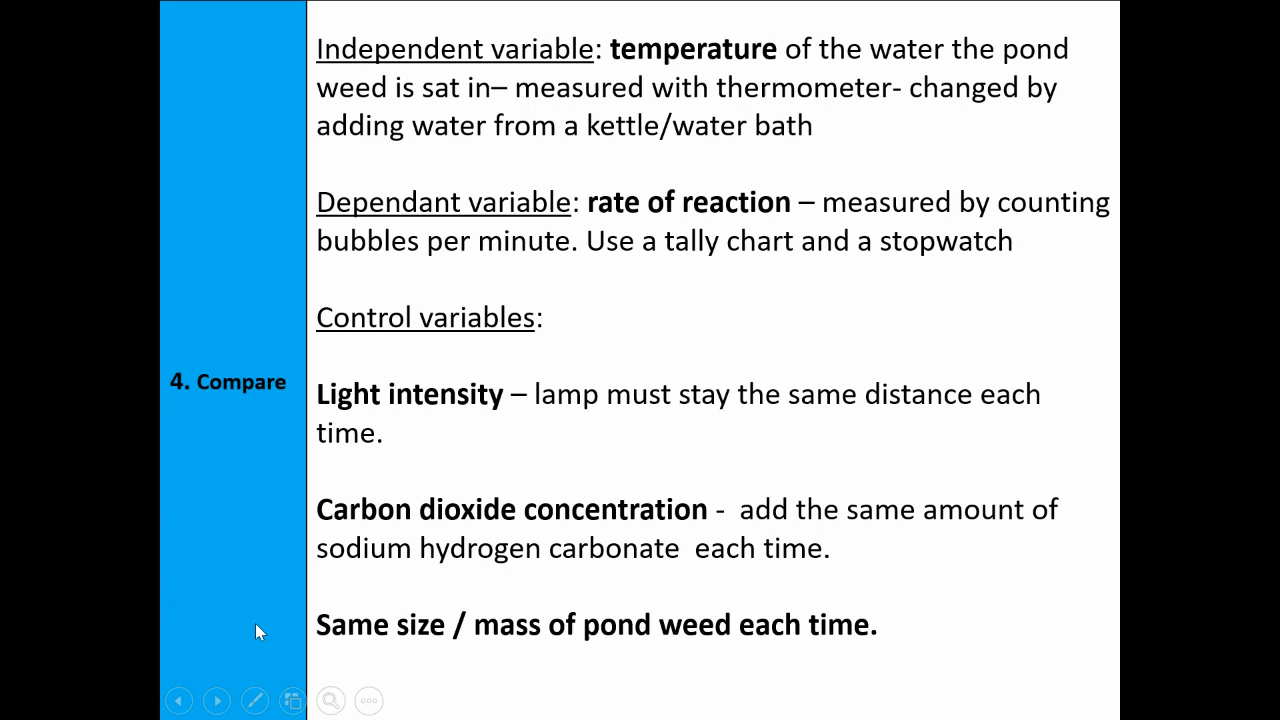 Independent variable: temperature of the water the pond
weed is sat in– measured with thermometer- changed by
adding water from a kettle/water bath
Dependant variable: rate of reaction – measured by counting
bubbles per minute. Use a tally chart and a stopwatch
Control variables:
4. Compare
Light intensity – lamp must stay the same distance each
time.
Carbon dioxide concentration -  add the same amount of
sodium hydrogen carbonate  each time.
Same size / mass of pond weed each time.